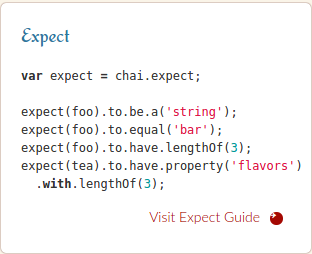 Expect
var expect = chai.expect;
expect(foo).to.be.a('string');
expect(foo).to.equal('bar');
expect(foo).to.have.lengthOf(3);
expect(tea).to.have.property('flavors')
  .with.lengthOf(3);
Visit Expect Guide